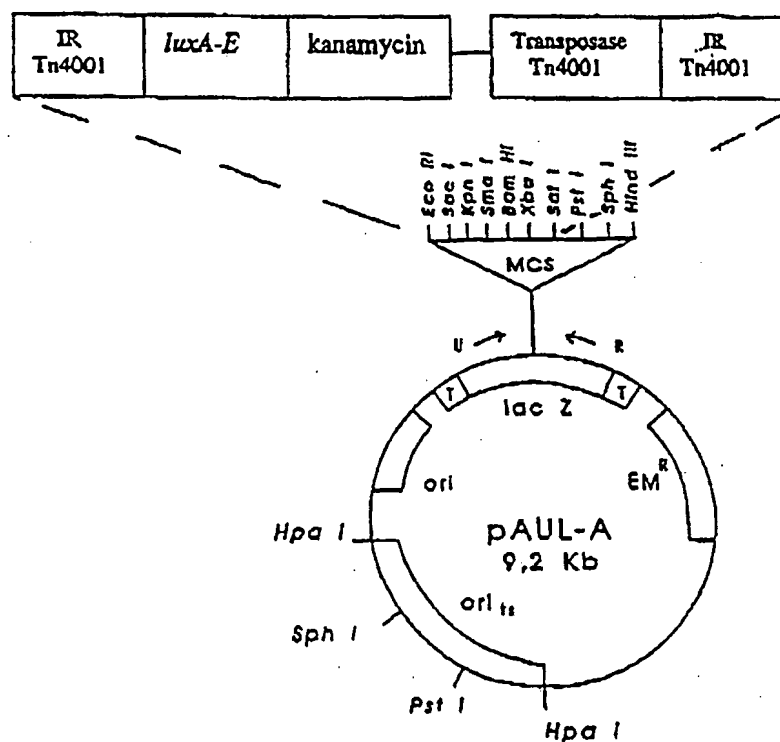 IR
Tn4001
luxA-E
kanamycin
Transposase
Tn4001
IR
Tn4001
Eco RI
Sac I
Kpn I
Sma I
Bam HI
Xba I
Sal I
Pst I
Sph I
Hind III
MCS
U
R
T
T
lac Z
ori
EM R
Hpa I
pAUL-A
9,2 Kb
ori ts
Sph I
Pst I
Hpa I